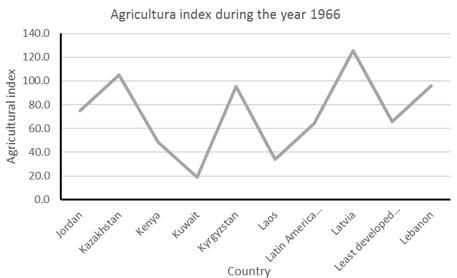 Agricultura index during the year 1966
Agricultural index
140.0
120.0
100.0
80.0
60.0
40.0
20.0
0.0
Jordan
Kazakhstan
Kenya
Kuwait
Kyrgyzstan
Laos
Latin America...
Latvia
Least developed...
Lebanon
Country